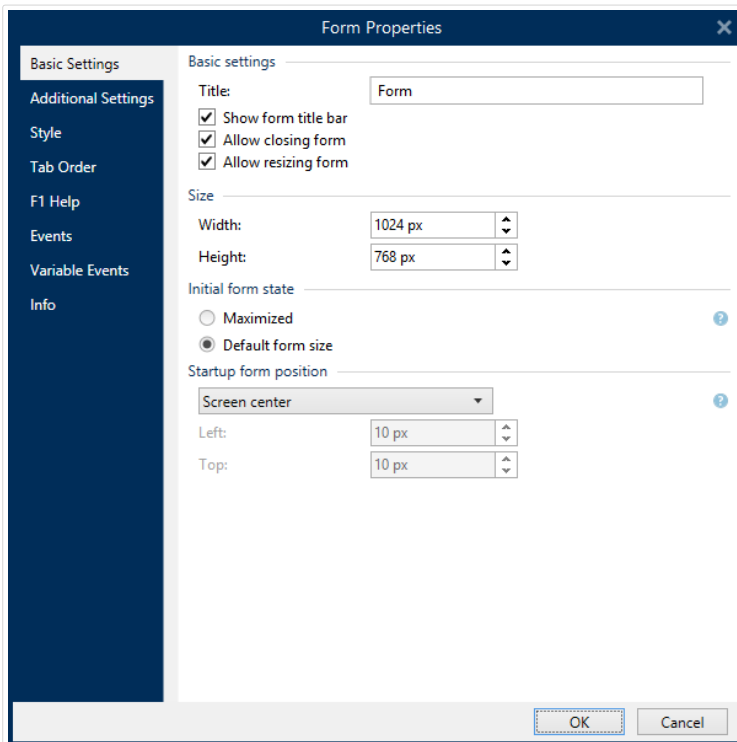 Form Properties
Basic Settings
Additional Settings
Style
Tab Order
F1 Help
Events
Variable Events
Info
Basic settings
Title: Form
Show form title bar
Allow closing form
Allow resizing form
Size
Width: 1024 px
Height: 768 px
Initial form state
Maximized
?
Default form size
Startup form position
Screen center
?
Left: 10 px
Top: 10 px
OK Cancel